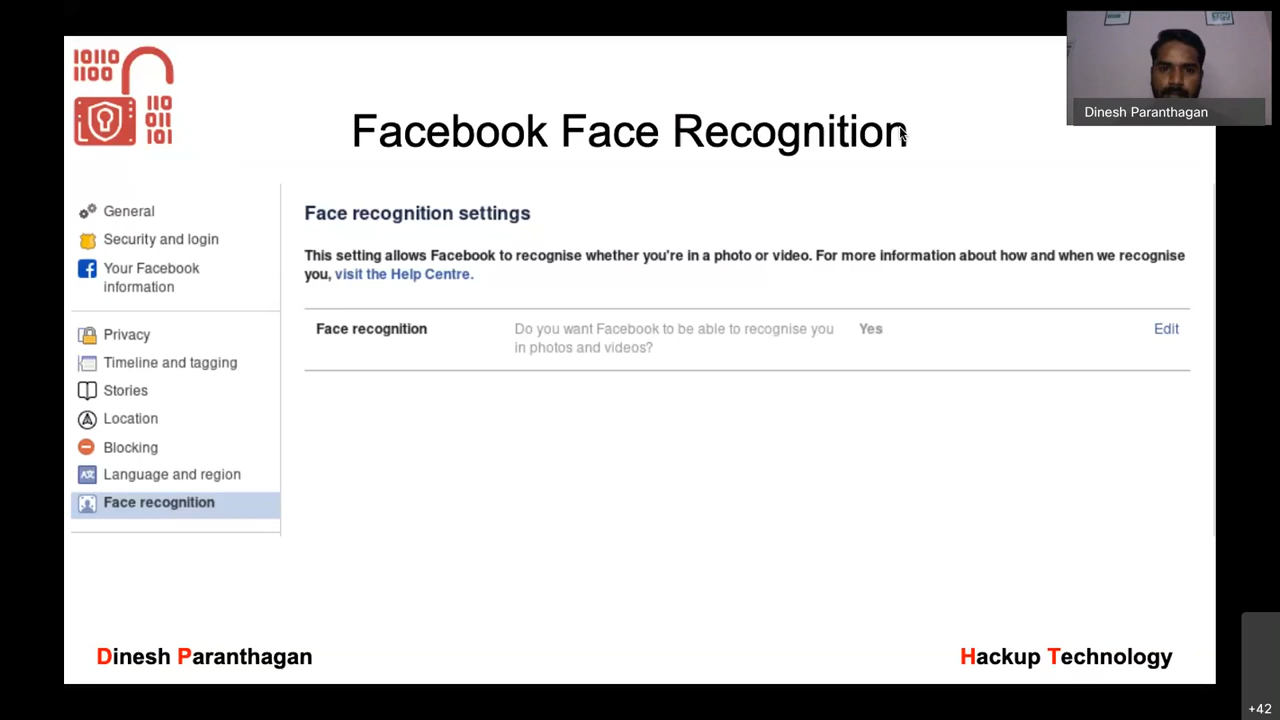 10110
1100
110
011
101
Facebook Face Recognition
Dinesh Paranthagan
General
Security and login
Your Facebook
information
Privacy
Timeline and tagging
Stories
Location
Blocking
Language and region
Face recognition
Face recognition settings
This setting allows Facebook to recognise whether you're in a photo or video. For more information about how and when we recognise
you, visit the Help Centre.
Face recognition
Do you want Facebook to be able to recognise you
in photos and videos?
Yes
Edit
Dinesh Paranthagan
Hackup Technology
+42